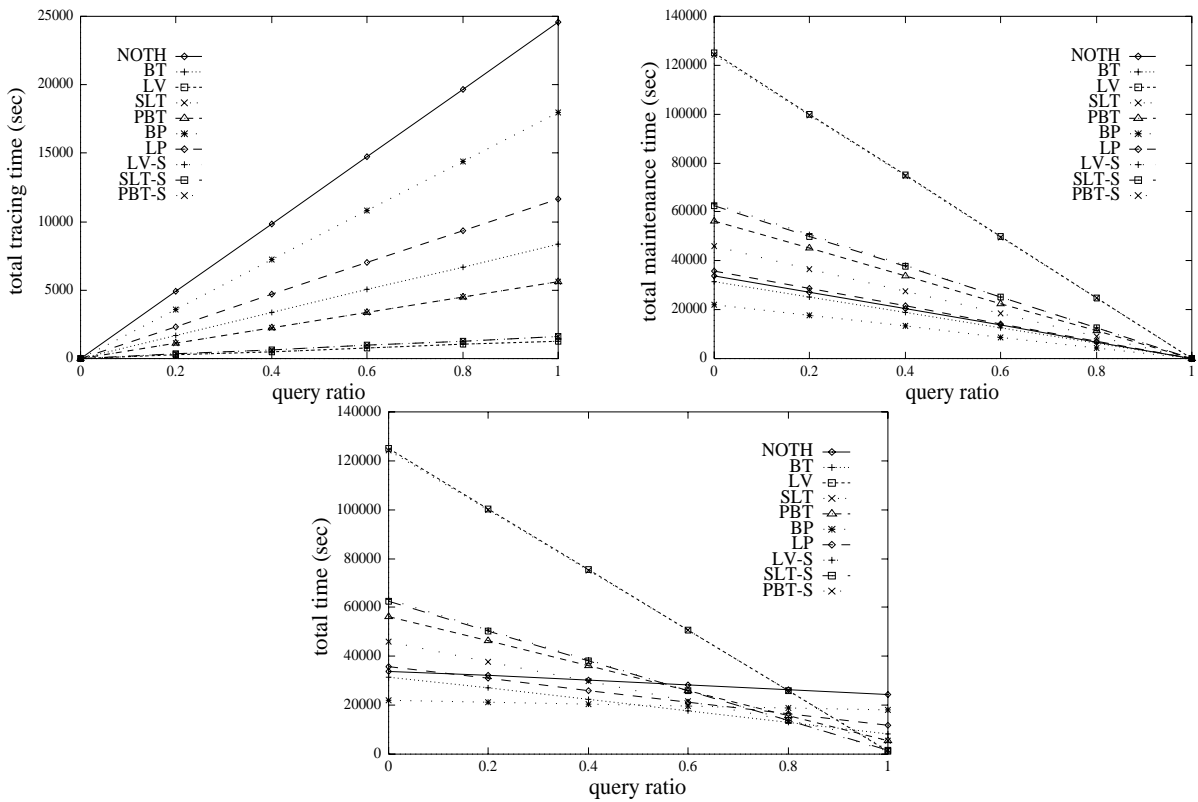 25000
20000
15000
10000
5000
0
total tracing time (sec)
NOTH
BT
LV
SLT
PBT
BP
LP
LV-S
SLT-S
PBT-S
0 0.2 0.4 0.6 0.8 1
query ratio
140000
120000
100000
80000
60000
40000
20000
0
total maintenance time (sec)
NOTH
BT
LV
SLT
PBT
BP
LP
LV-S
SLT-S
PBT-S
0 0.2 0.4 0.6 0.8 1
query ratio
140000
120000
100000
80000
60000
40000
20000
0
total time (sec)
NOTH
BT
LV
SLT
PBT
BP
LP
LV-S
SLT-S
PBT-S
0 0.2 0.4 0.6 0.8 1
query ratio